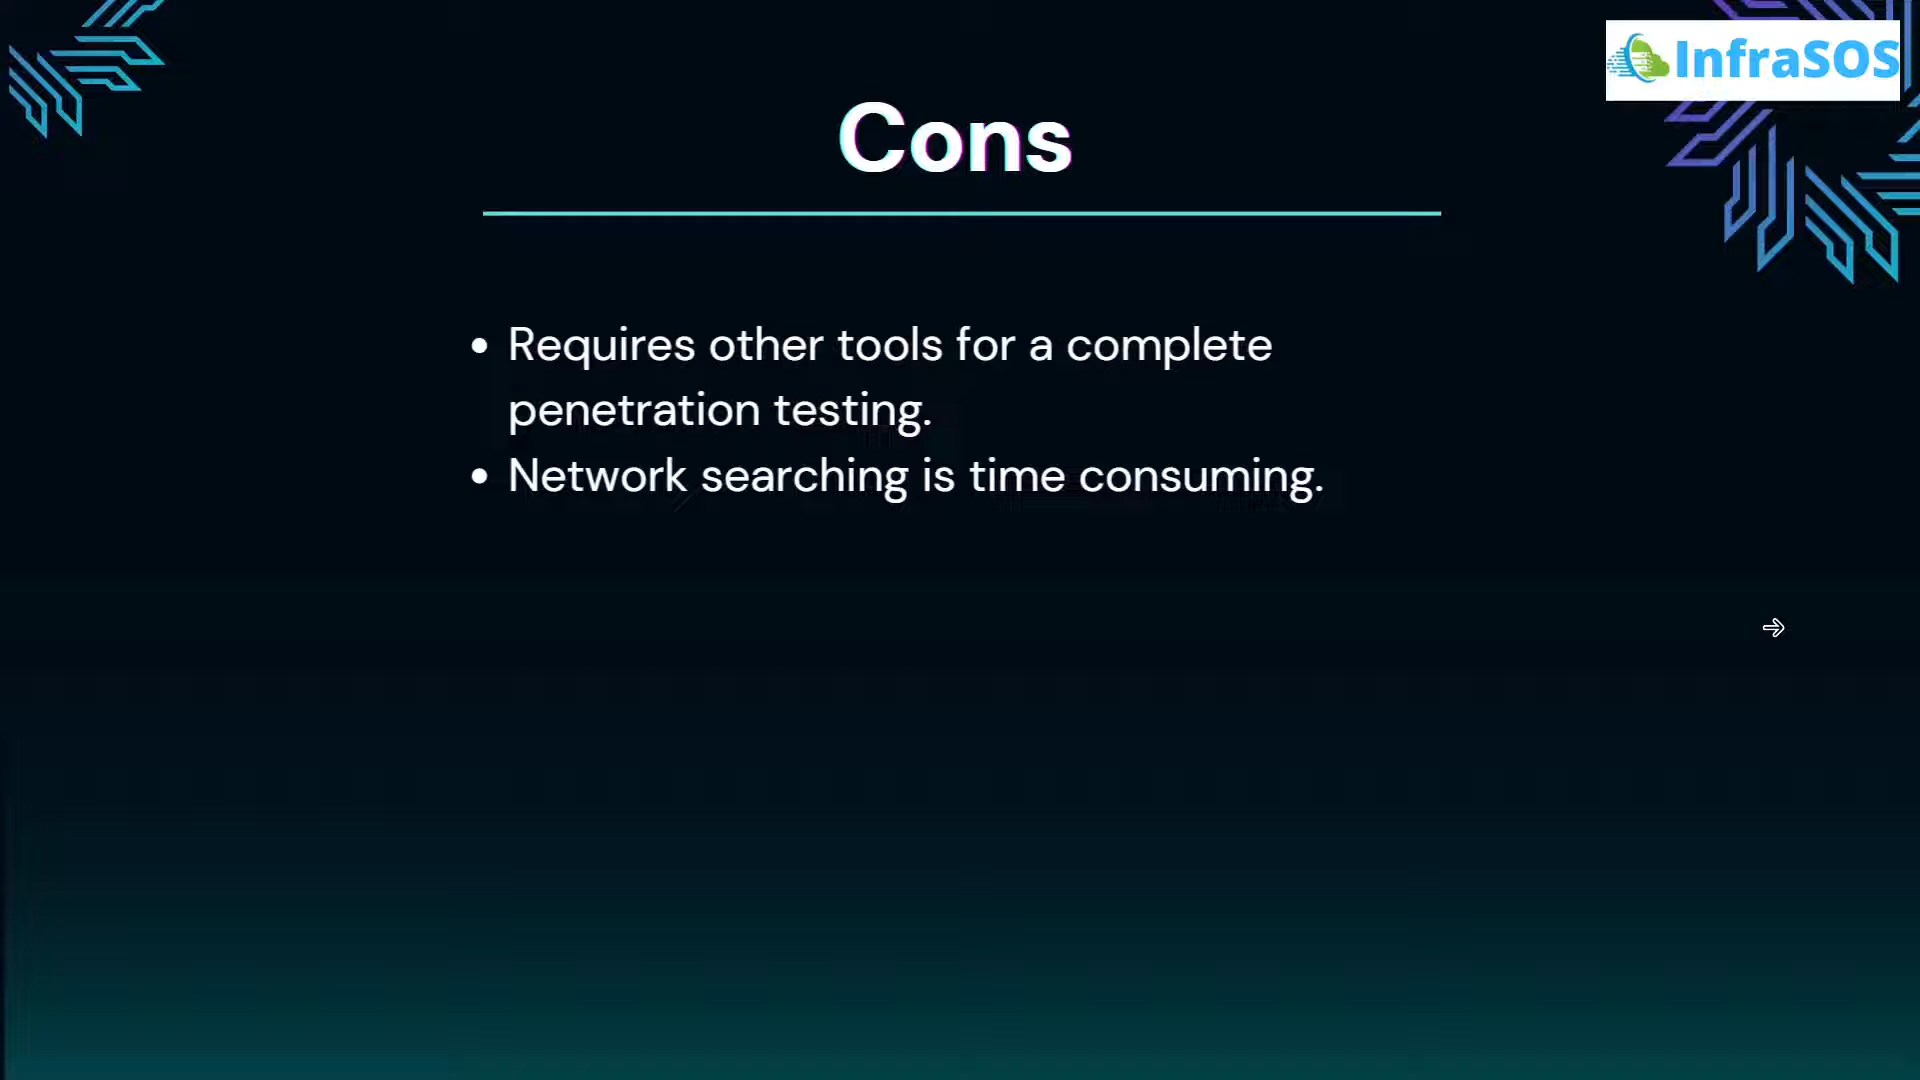 InfraSOS
Cons
• Requires other tools for a complete
penetration testing.
• Network searching is time consuming.